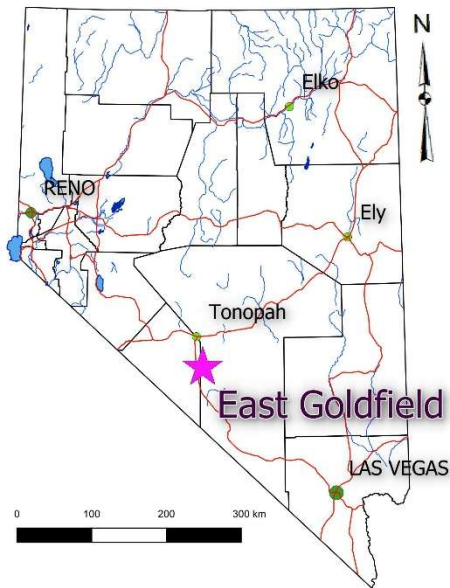 N
Elko
RENO
Ely
Tonopah
East Goldfield
LAS VEGAS
0 100 200 300 km